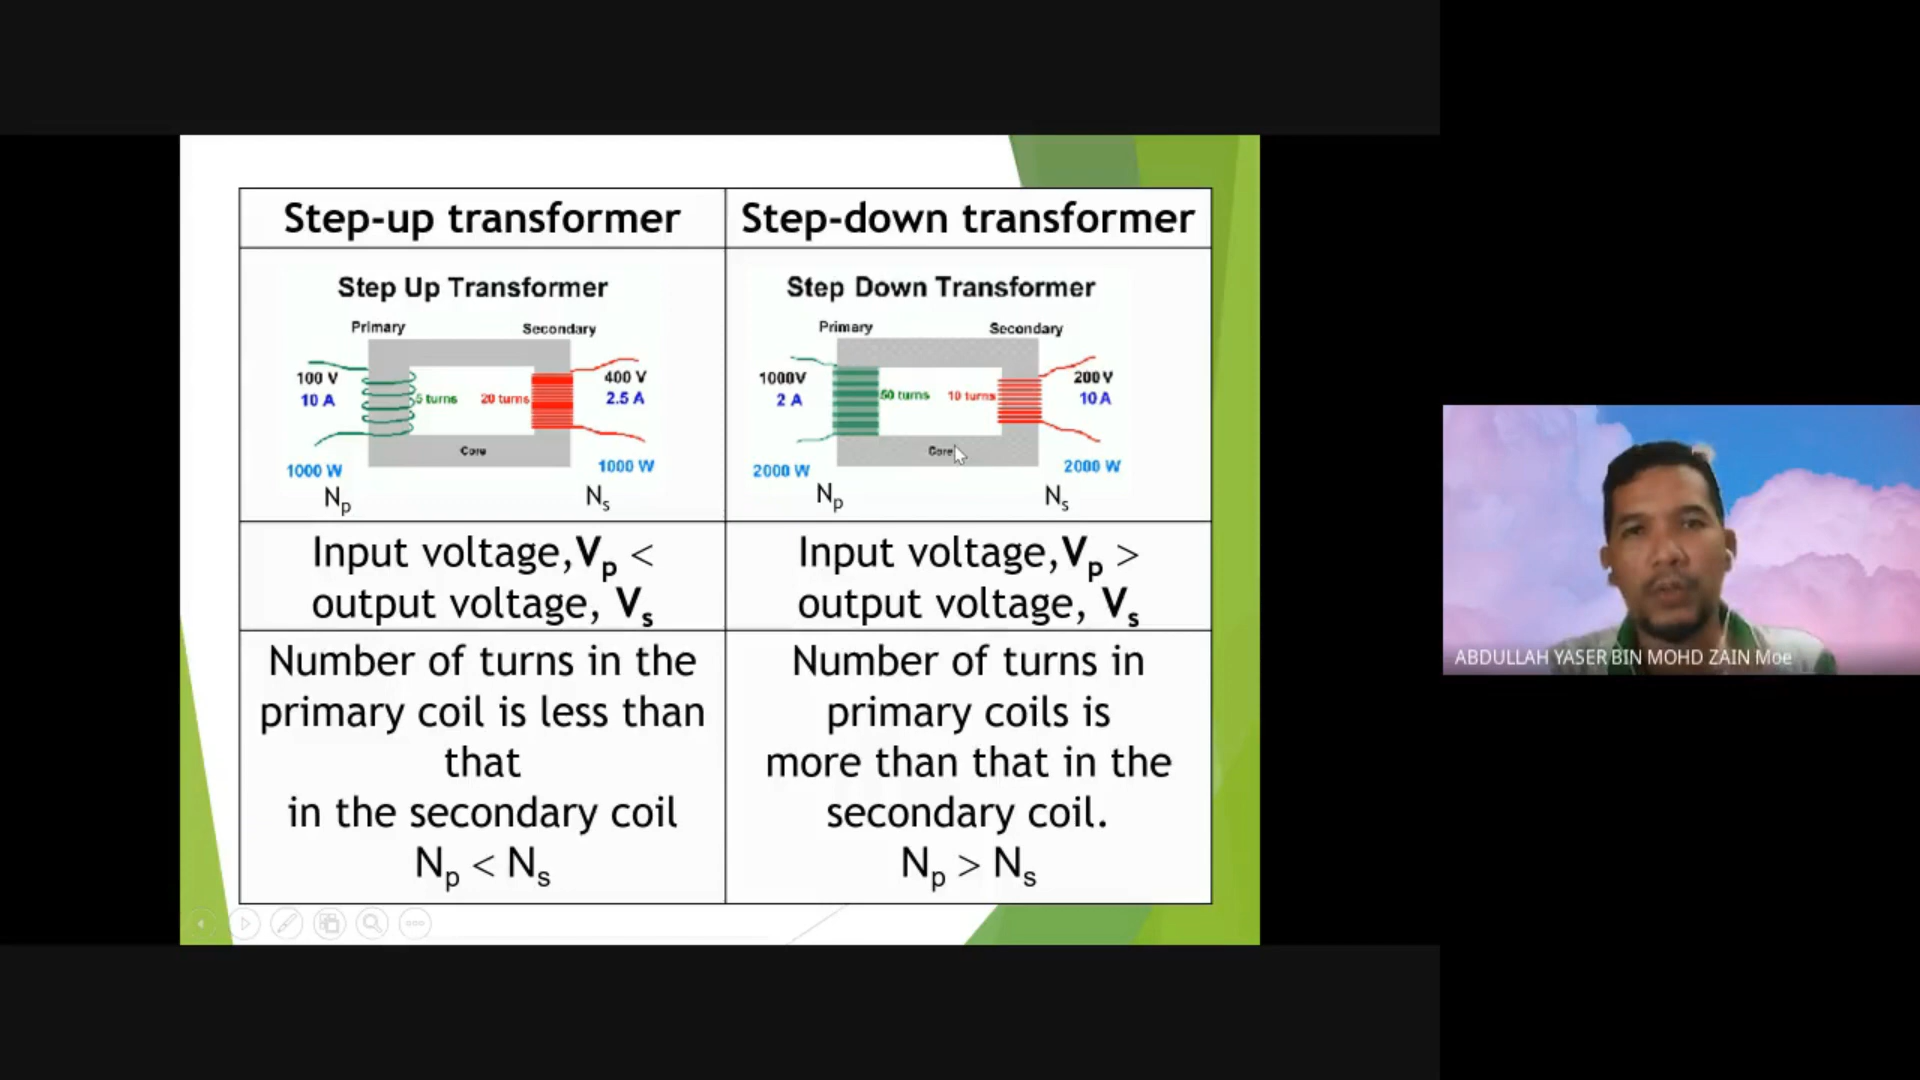 Step-up transformer
Step-down transformer
Step Up Transformer
Primary
Secondary
100 V
10 A
5 turns
20 turns
400 V
2.5 A
Core
1000 W
1000 W
Np
Ns
Step Down Transformer
Primary
Secondary
1000V
2 A
50 turns
10 turns
200 V
10 A
Core
2000 W
2000 W
Np
Ns
Input voltage,Vp <
output voltage, Vs
Input voltage,Vp >
output voltage, Vs
Number of turns in the
primary coil is less than
that
in the secondary coil
Np < Ns
Number of turns in
primary coils is
more than that in the
secondary coil.
Np > Ns
ABDULLAH YASER BIN MOHD ZAIN Moe